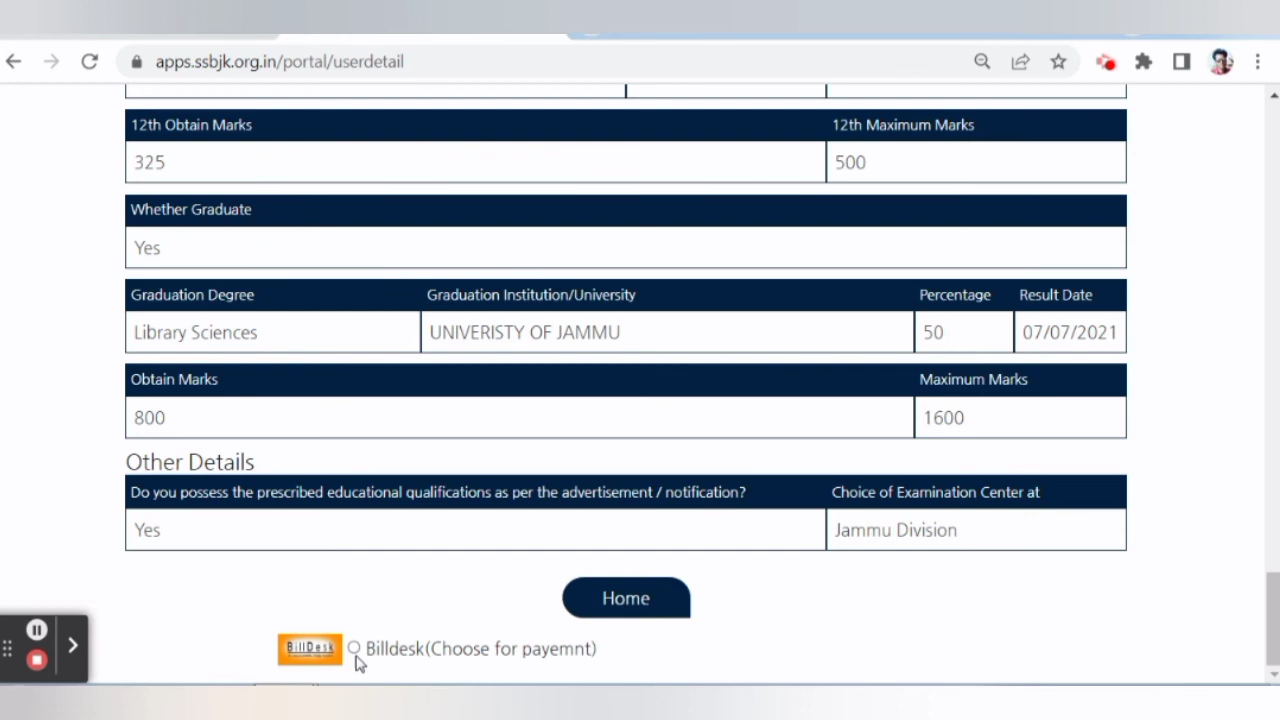 apps.ssbjk.org.in/portal/userdetail
12th Obtain Marks 12th Maximum Marks
325 500
Whether Graduate
Yes
Graduation Degree Graduation Institution/University Percentage Result Date
Library Sciences UNIVERISTY OF JAMMU 50 07/07/2021
Obtain Marks Maximum Marks
800 1600
Other Details
Do you possess the prescribed educational qualifications as per the advertisement / notification? Choice of Examination Center at
Yes Jammu Division
Home
BillDesk Billdesk(Choose for payemnt)